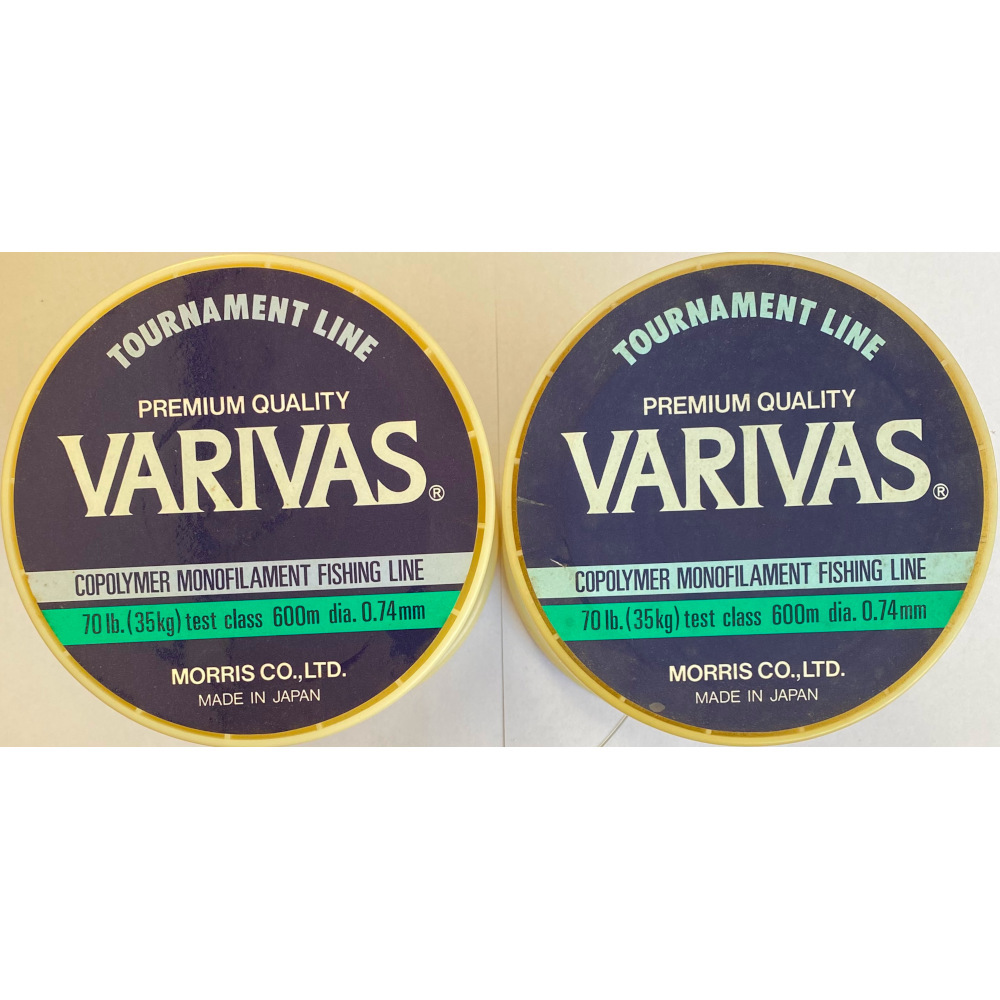 TOURNAMENT LINE
PREMIUM QUALITY
VARIVAS®
COPOLYMER MONOFILAMENT FISHING LINE
70 lb. (35kg) test class 600m dia. 0.74mm
MORRIS CO.,LTD.
MADE IN JAPAN
TOURNAMENT LINE
PREMIUM QUALITY
VARIVAS®
COPOLYMER MONOFILAMENT FISHING LINE
70 lb. (35kg) test class 600m dia. 0.74mm
MORRIS CO.,LTD.
MADE IN JAPAN